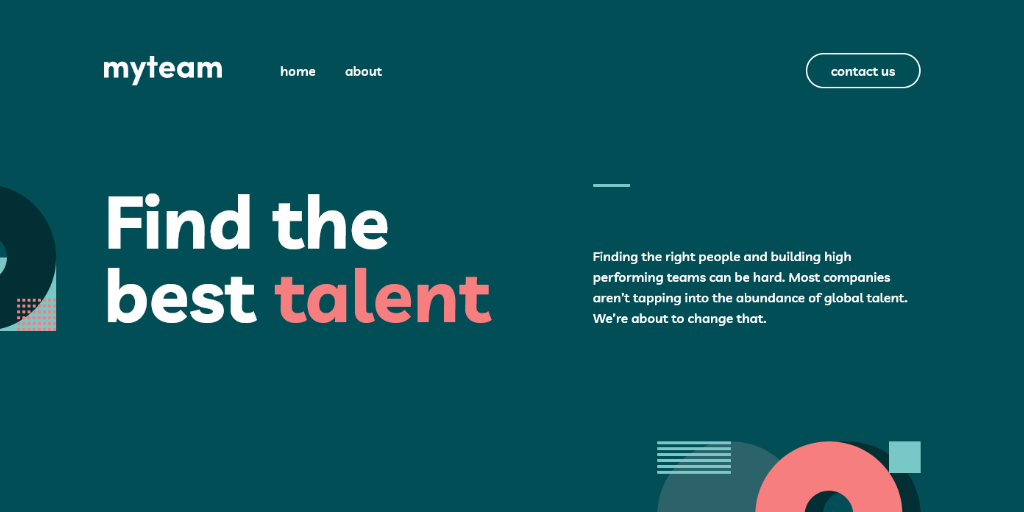 myteam
home
about
contact us
Find the
best talent
Finding the right people and building high
performing teams can be hard. Most companies
aren't tapping into the abundance of global talent.
We're about to change that.